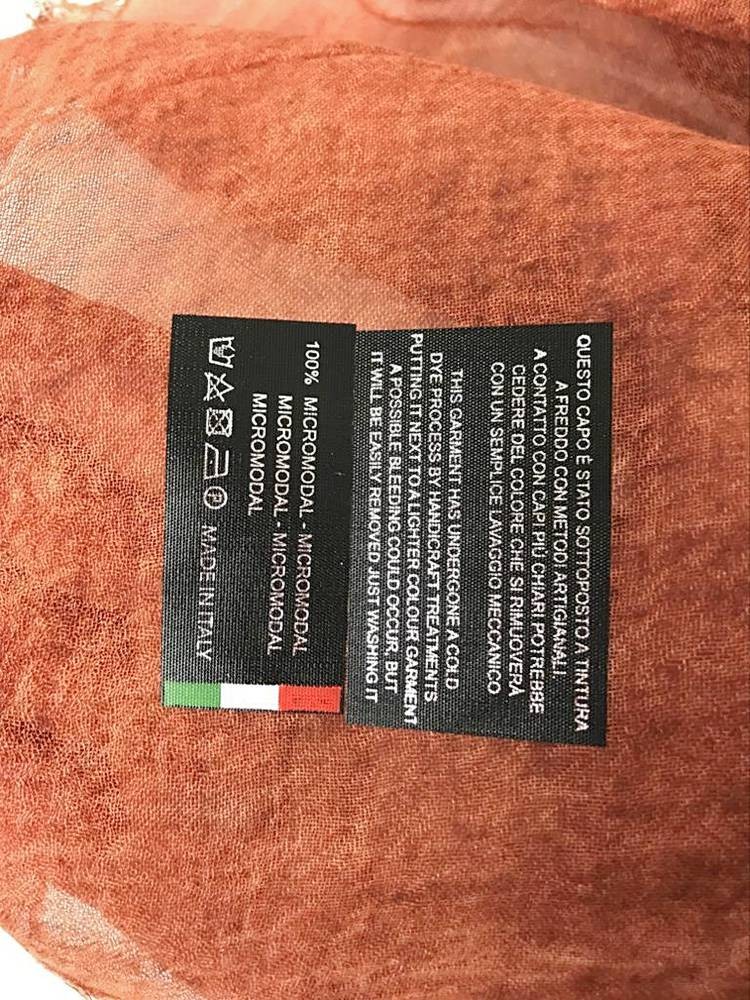 QUESTO CAPO È STATO SOTTOPOSTO A TINTURA
A FREDDO CON METODI ARTIGIANALI.
A CONTATTO CON CAPI PIÙ CHIARI POTREBBE
CEDERE DEL COLORE CHE SI RIMUOVERÀ
CON UN SEMPLICE LAVAGGIO MECCANICO
THIS GARMENT HAS UNDERGONE A COLD
DYE PROCESS BY HANDICRAFT TREATMENTS
PUTTING IT NEXT TO A LIGHTER COLOUR GARMENT
A POSSIBLE BLEEDING COULD OCCUR, BUT
IT WILL BE EASILY REMOVED JUST WASHING IT
100% MICROMODAL - MICROMODAL
MICROMODAL - MICROMODAL
MICROMODAL
P MADE IN ITALY